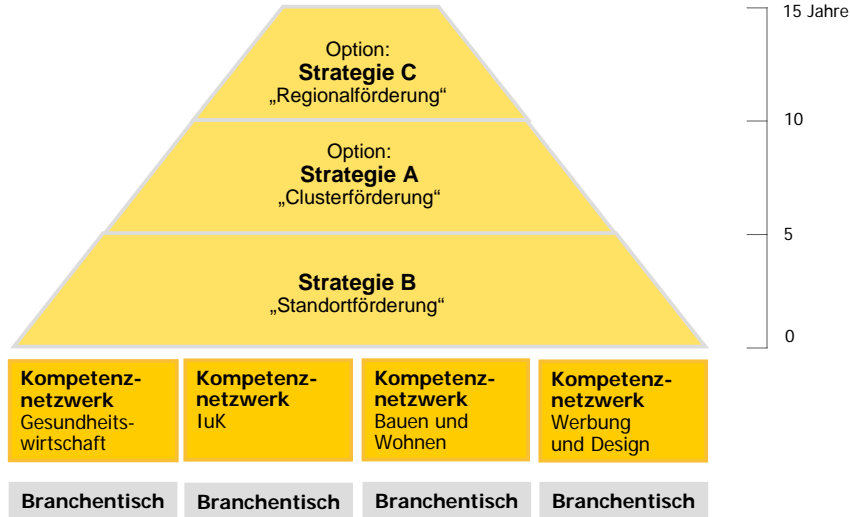 15 Jahre
Option:
Strategie C
„Regionalförderung“
10
Option:
Strategie A
„Clusterförderung“
5
Strategie B
„Standortförderung“
0
Kompetenz-
netzwerk
Gesundheits-
wirtschaft
Kompetenz-
netzwerk
IuK
Kompetenz-
netzwerk
Bauen und
Wohnen
Kompetenz-
netzwerk
Werbung
und Design
Branchentisch
Branchentisch
Branchentisch
Branchentisch